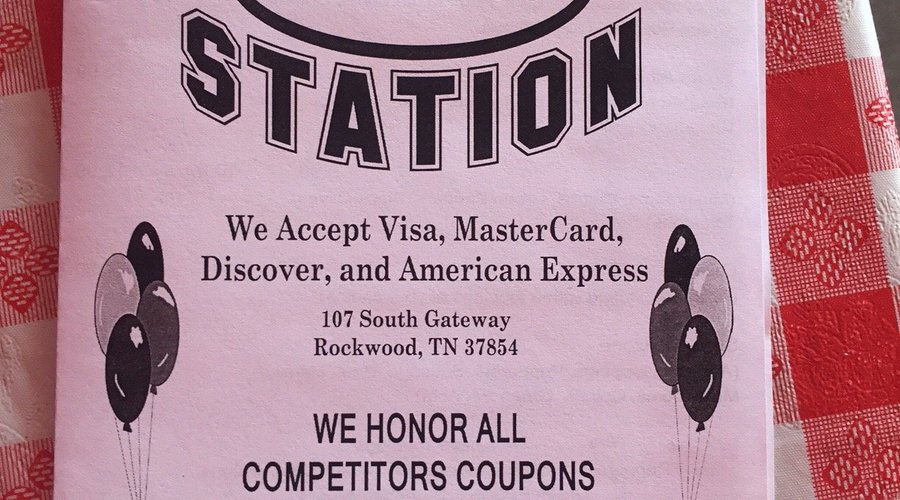 STATION
We Accept Visa, MasterCard,
Discover, and American Express
107 South Gateway
Rockwood, TN 37854
WE HONOR ALL
COMPETITORS COUPONS